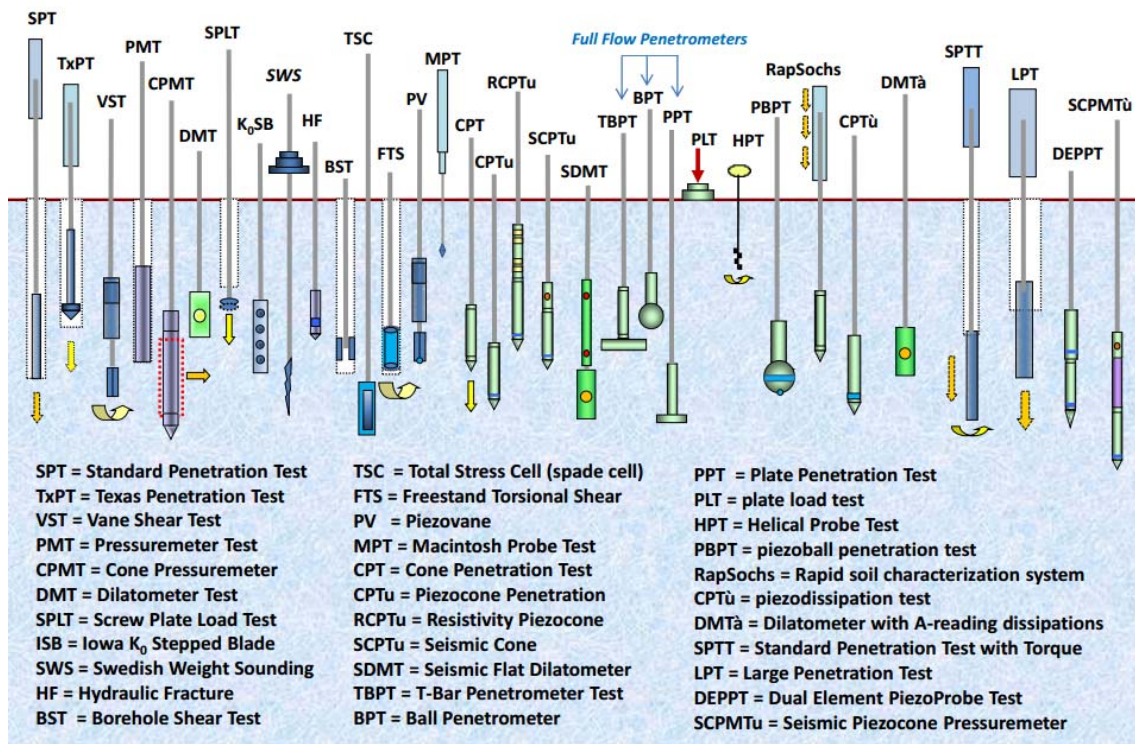 SPT
TxPT
VST
PMT
CPMT
DMT
SPLT
K₀SB
SWS
HF
BST
TSC
FTS
PV
MPT
CPT
CPTu
RCPTu
SCPTu
SDMT
Full Flow Penetrometers
TBPT
BPT
PPT
PLT
HPT
PBPT
RapSochs
CPTù
DMTà
SPTT
LPT
DEPPT
SCPMTù
SPT = Standard Penetration Test
TxPT = Texas Penetration Test
VST = Vane Shear Test
PMT = Pressuremeter Test
CPMT = Cone Pressuremeter
DMT = Dilatometer Test
SPLT = Screw Plate Load Test
ISB = Iowa K₀ Stepped Blade
SWS = Swedish Weight Sounding
HF = Hydraulic Fracture
BST = Borehole Shear Test
TSC = Total Stress Cell (spade cell)
FTS = Freestand Torsional Shear
PV = Piezovane
MPT = Macintosh Probe Test
CPT = Cone Penetration Test
CPTu = Piezocone Penetration
RCPTu = Resistivity Piezocone
SCPTu = Seismic Cone
SDMT = Seismic Flat Dilatometer
TBPT = T-Bar Penetrometer Test
BPT = Ball Penetrometer
PPT = Plate Penetration Test
PLT = plate load test
HPT = Helical Probe Test
PBPT = piezoball penetration test
RapSochs = Rapid soil characterization system
CPTù = piezodissipation test
DMTà = Dilatometer with A-reading dissipations
SPTT = Standard Penetration Test with Torque
LPT = Large Penetration Test
DEPPT = Dual Element PiezoProbe Test
SCPMTu = Seismic Piezocone Pressuremeter